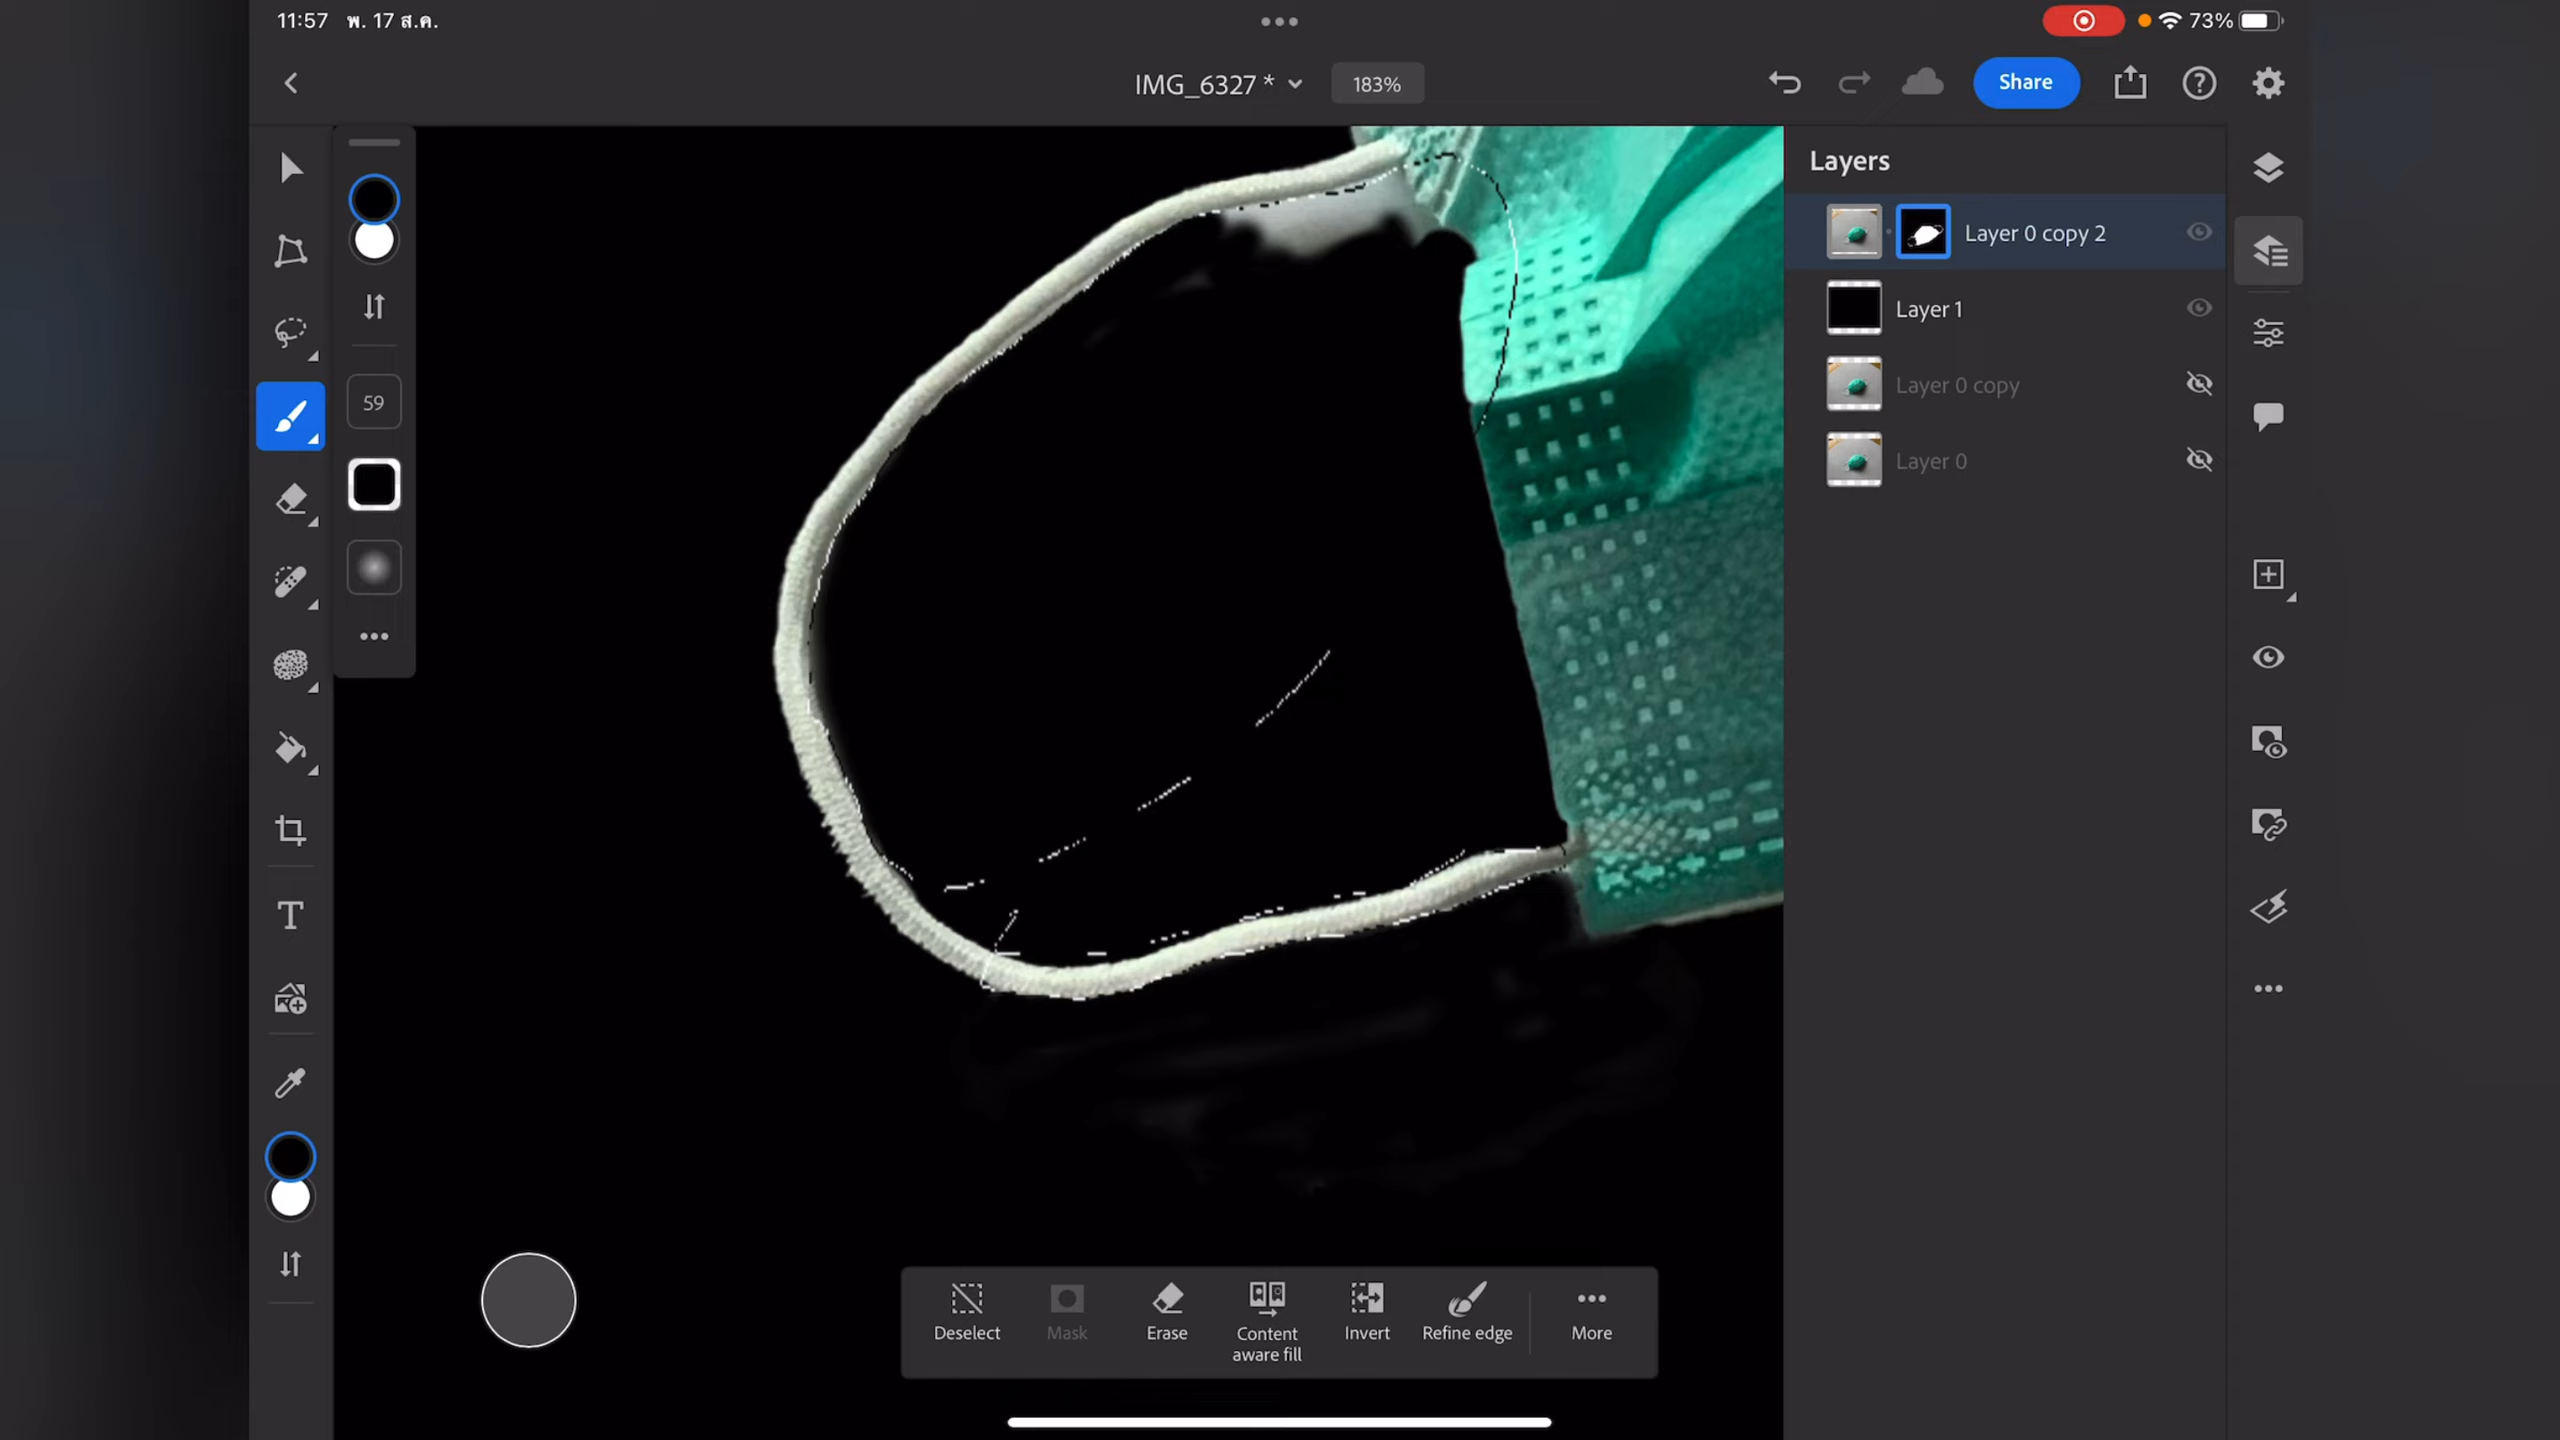 11:57 พ. 17 ส.ค.
73%
IMG_6327 *
183%
Share
Layers
Layer 0 copy 2
Layer 1
Layer 0 copy
Layer 0
59
Deselect
Mask
Erase
Content
aware fill
Invert
Refine edge
More